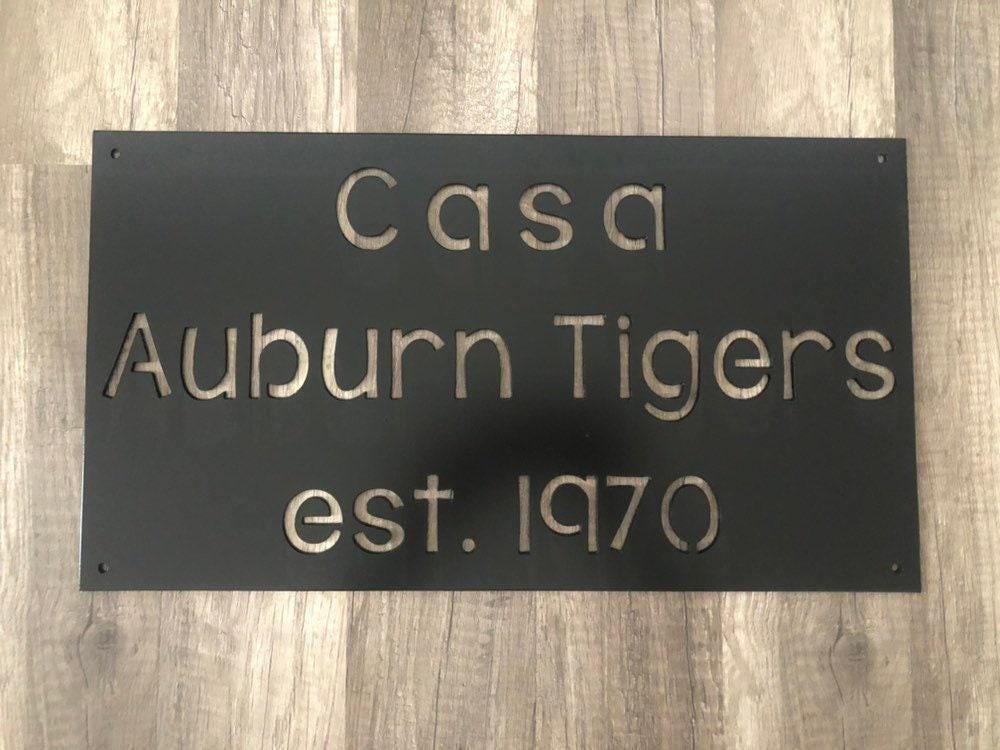 Casa
Auburn Tigers
est. 1970